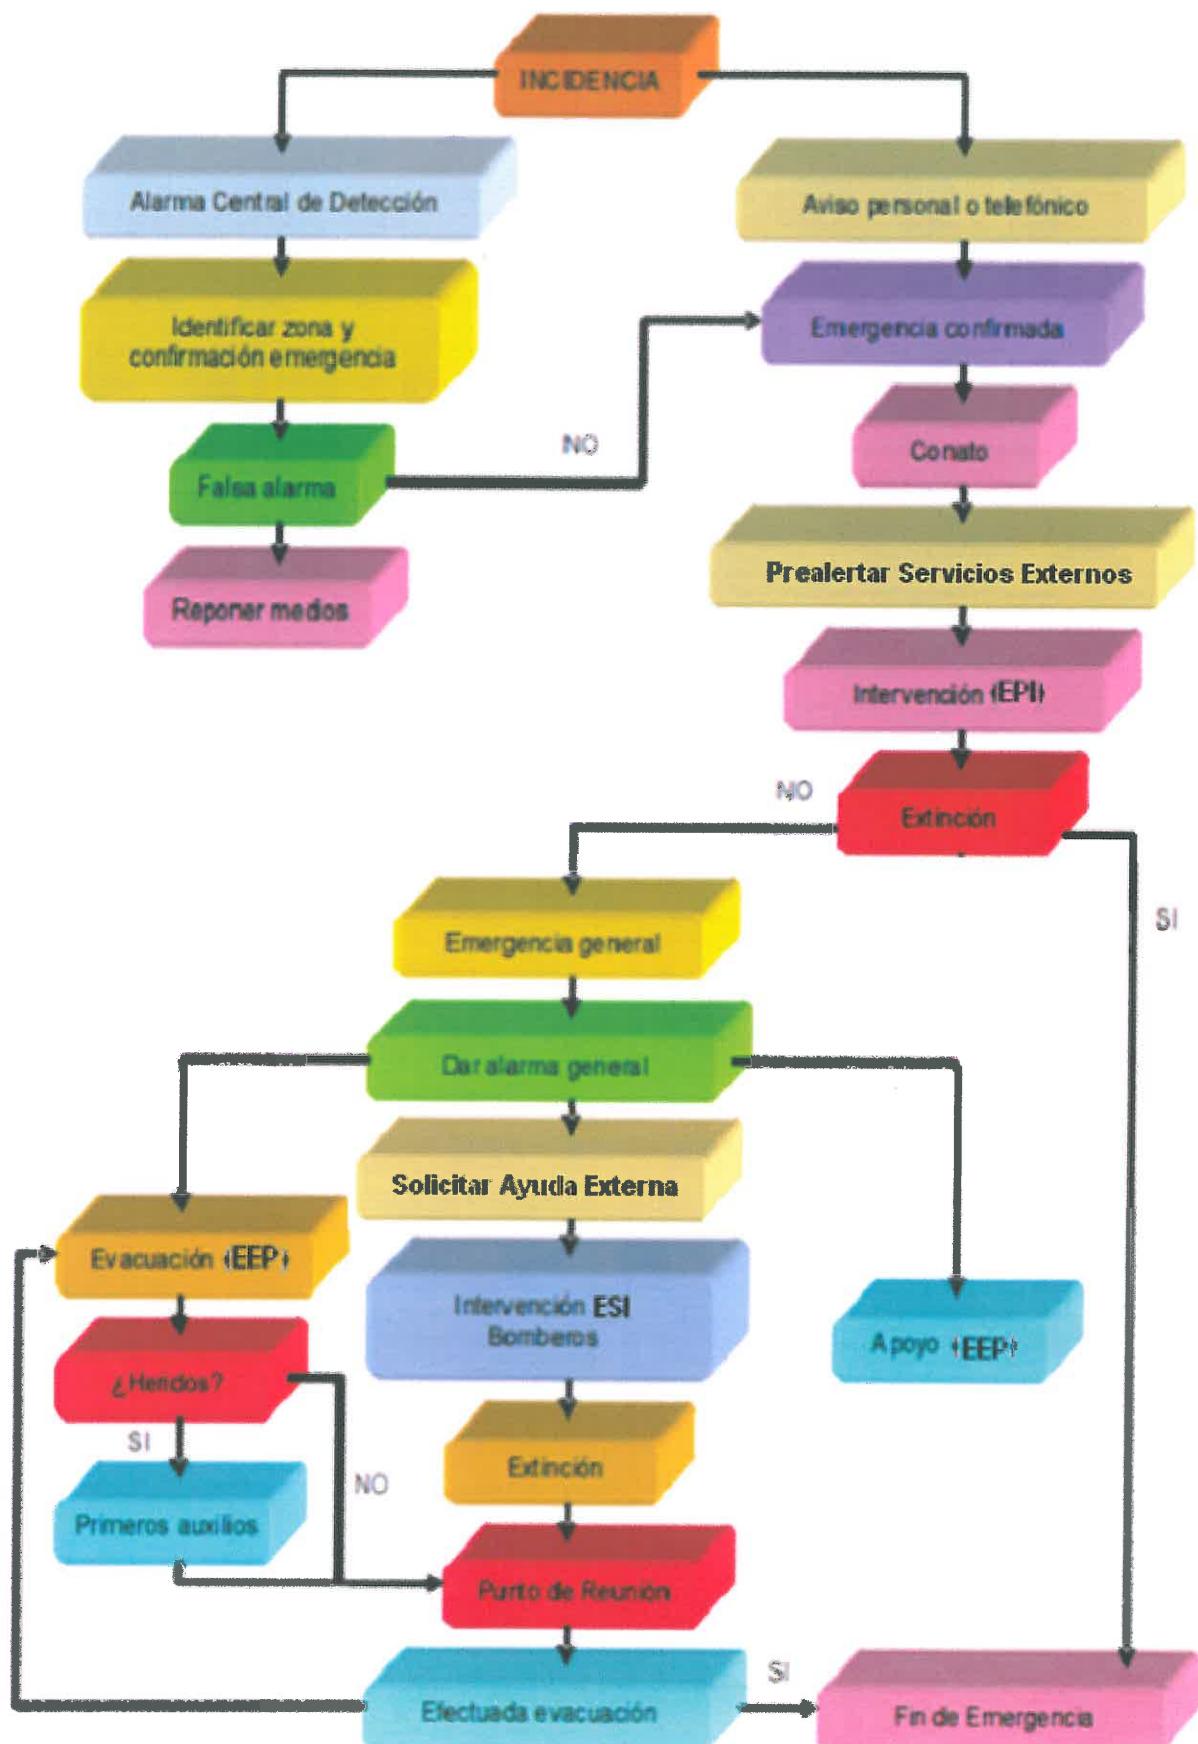 INCIDENCIA
Alarma Central de Detección
Aviso personal o telefónico
Identificar zona y
confirmación emergencia
Emergencia confirmada
NO
Conato
Falsa alarma
Prealertar Servicios Externos
Reponer medios
Intervención (EPI)
NO
Extinción
SI
Emergencia general
Dar alarma general
Solicitar Ayuda Externa
Evacuación (EEP)
Intervención ESI
Bomberos
Apoyo (EEP)
¿Heridos?
SI
NO
Extinción
Primeros auxilios
Punto de Reunión
SI
Efectuada evacuación
Fin de Emergencia